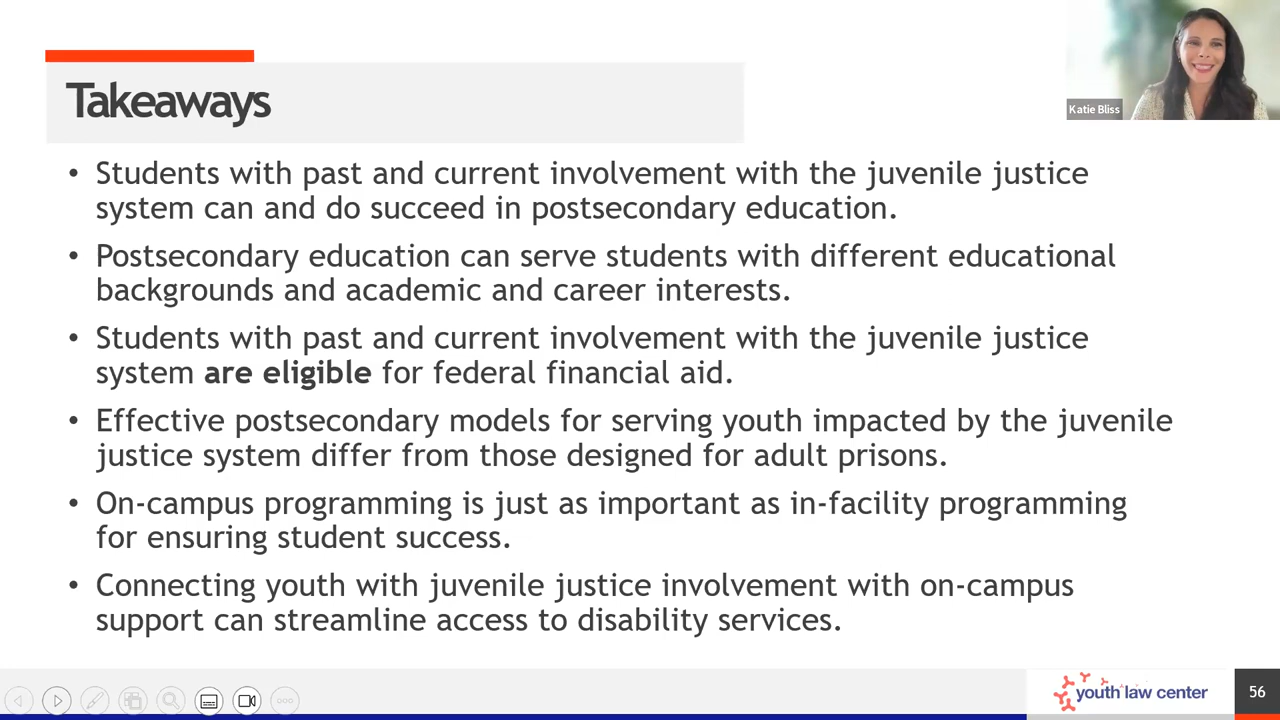 Takeaways
Katie Bliss
• Students with past and current involvement with the juvenile justice
system can and do succeed in postsecondary education.
• Postsecondary education can serve students with different educational
backgrounds and academic and career interests.
• Students with past and current involvement with the juvenile justice
system are eligible for federal financial aid.
• Effective postsecondary models for serving youth impacted by the juvenile
justice system differ from those designed for adult prisons.
• On-campus programming is just as important as in-facility programming
for ensuring student success.
• Connecting youth with juvenile justice involvement with on-campus
support can streamline access to disability services.
youth law center
56